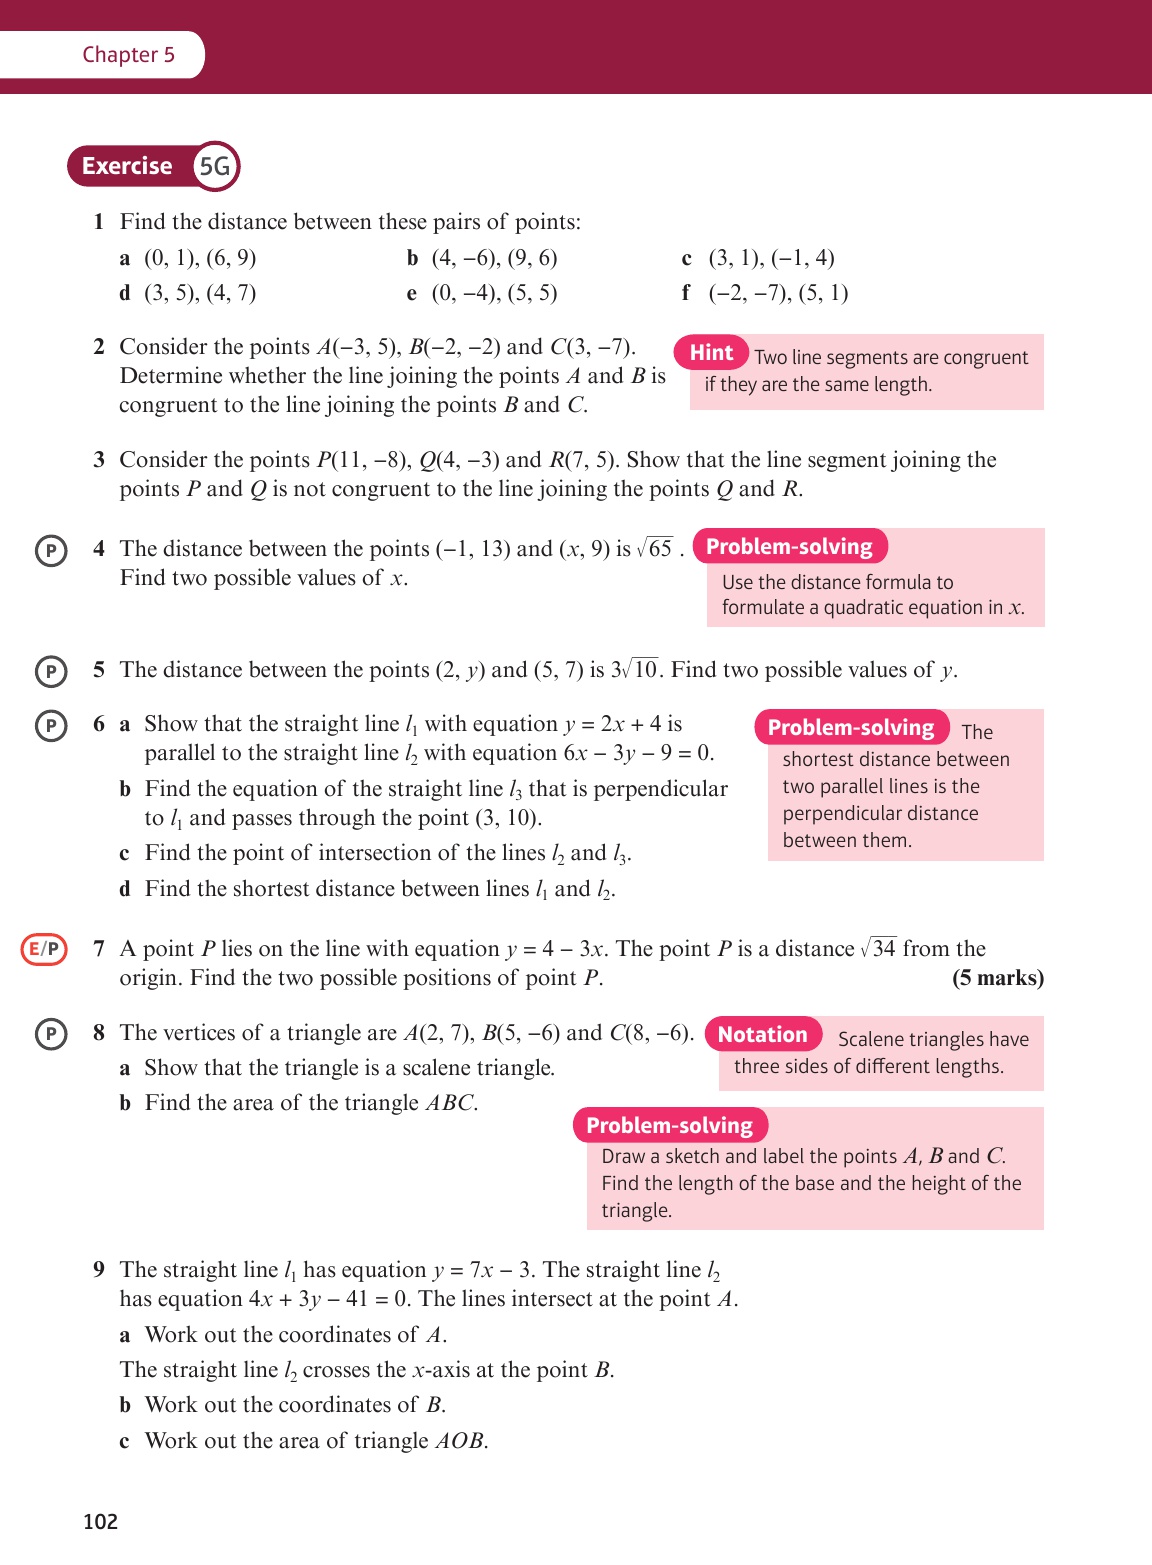 Chapter 5
Exercise 5G
1 Find the distance between these pairs of points:
a (0, 1), (6, 9) b (4, −6), (9, 6) c (3, 1), (−1, 4)
d (3, 5), (4, 7) e (0, −4), (5, 5) f (−2, −7), (5, 1)
2 Consider the points A(−3, 5), B(−2, −2) and C(3, −7).
Determine whether the line joining the points A and B is
congruent to the line joining the points B and C.
Hint Two line segments are congruent
if they are the same length.
3 Consider the points P(11, −8), Q(4, −3) and R(7, 5). Show that the line segment joining the
points P and Q is not congruent to the line joining the points Q and R.
P 4 The distance between the points (−1, 13) and (x, 9) is √65 .
Find two possible values of x.
Problem-solving
Use the distance formula to
formulate a quadratic equation in x.
P 5 The distance between the points (2, y) and (5, 7) is 3√10. Find two possible values of y.
P 6 a Show that the straight line l₁ with equation y = 2x + 4 is
parallel to the straight line l₂ with equation 6x − 3y − 9 = 0.
b Find the equation of the straight line l₃ that is perpendicular
to l₁ and passes through the point (3, 10).
c Find the point of intersection of the lines l₂ and l₃.
d Find the shortest distance between lines l₁ and l₂.
Problem-solving The
shortest distance between
two parallel lines is the
perpendicular distance
between them.
E/P 7 A point P lies on the line with equation y = 4 − 3x. The point P is a distance √34 from the
origin. Find the two possible positions of point P. (5 marks)
P 8 The vertices of a triangle are A(2, 7), B(5, −6) and C(8, −6).
a Show that the triangle is a scalene triangle.
b Find the area of the triangle ABC.
Notation Scalene triangles have
three sides of different lengths.
Problem-solving
Draw a sketch and label the points A, B and C.
Find the length of the base and the height of the
triangle.
9 The straight line l₁ has equation y = 7x − 3. The straight line l₂
has equation 4x + 3y − 41 = 0. The lines intersect at the point A.
a Work out the coordinates of A.
The straight line l₂ crosses the x-axis at the point B.
b Work out the coordinates of B.
c Work out the area of triangle AOB.
102